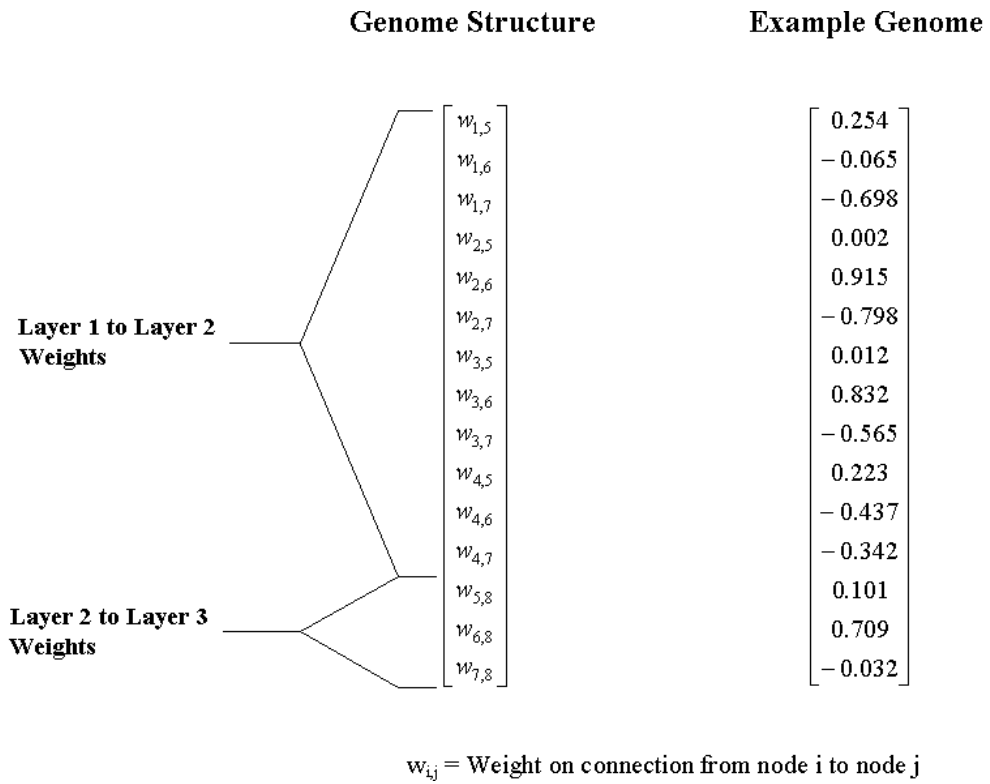 Genome Structure
Example Genome
w1,5
w1,6
w1,7
w2,5
w2,6
w2,7
w3,5
w3,6
w3,7
w4,5
w4,6
w4,7
w5,8
w6,8
w7,8
0.254
− 0.065
− 0.698
0.002
0.915
− 0.798
0.012
0.832
− 0.565
0.223
− 0.437
− 0.342
0.101
0.709
− 0.032
Layer 1 to Layer 2
Weights
Layer 2 to Layer 3
Weights
wi,j = Weight on connection from node i to node j